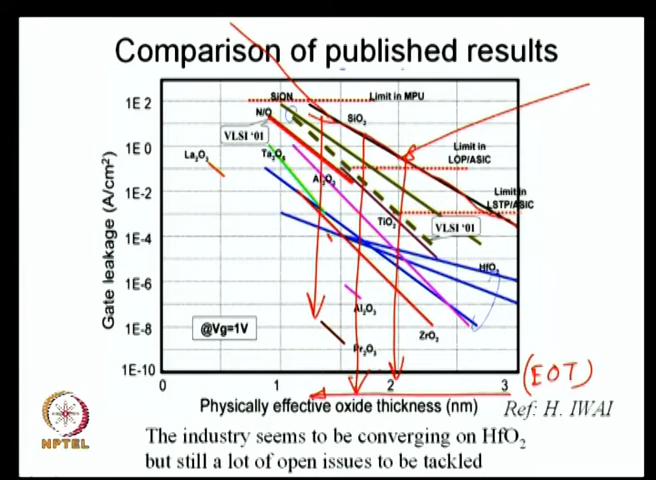 Comparison of published results
1E 2
1E 0
1E-2
1E-4
1E-6
1E-8
1E-10
Gate leakage (A/cm²)
SiON
Limit in MPU
N/O
SiO₂
VLSI '01
La₂O₃
Ta₂O₅
Limit in
LOP/ASIC
Al₂O₃
Limit in
LSTP/ASIC
TiO₂
VLSI '01
HfO₂
Al₂O₃
@Vg=1V
Pr₂O₃
ZrO₂
0
1
2
3
(EOT)
Physically effective oxide thickness (nm)
Ref: H. IWAI
NPTEL
The industry seems to be converging on HfO₂
but still a lot of open issues to be tackled